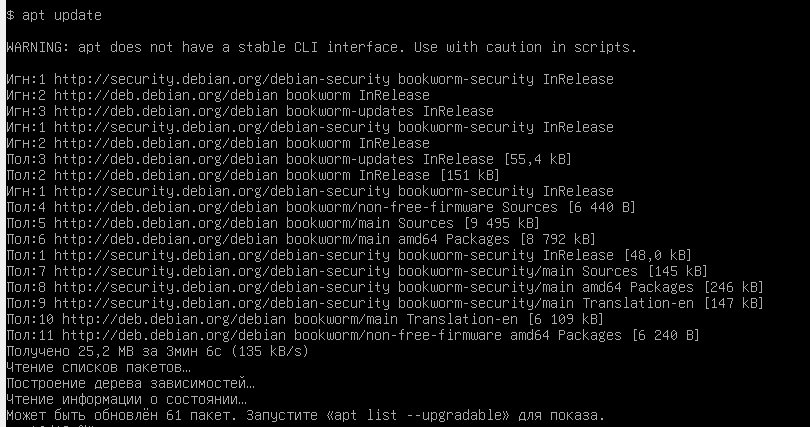 $ apt update
WARNING: apt does not have a stable CLI interface. Use with caution in scripts.
Игн:1 http://security.debian.org/debian-security bookworm-security InRelease
Игн:2 http://deb.debian.org/debian bookworm InRelease
Игн:3 http://deb.debian.org/debian bookworm-updates InRelease
Игн:1 http://security.debian.org/debian-security bookworm-security InRelease
Игн:2 http://deb.debian.org/debian bookworm InRelease
Пол:3 http://deb.debian.org/debian bookworm-updates InRelease [55,4 kB]
Пол:2 http://deb.debian.org/debian bookworm InRelease [151 kB]
Игн:1 http://security.debian.org/debian-security bookworm-security InRelease
Пол:4 http://deb.debian.org/debian bookworm/non-free-firmware Sources [6 440 B]
Пол:5 http://deb.debian.org/debian bookworm/main Sources [9 495 kB]
Пол:6 http://deb.debian.org/debian bookworm/main amd64 Packages [8 792 kB]
Пол:1 http://security.debian.org/debian-security bookworm-security InRelease [48,0 kB]
Пол:7 http://security.debian.org/debian-security bookworm-security/main Sources [145 kB]
Пол:8 http://security.debian.org/debian-security bookworm-security/main amd64 Packages [246 kB]
Пол:9 http://security.debian.org/debian-security bookworm-security/main Translation-en [147 kB]
Пол:10 http://deb.debian.org/debian bookworm/main Translation-en [6 109 kB]
Пол:11 http://deb.debian.org/debian bookworm/non-free-firmware amd64 Packages [6 240 B]
Получено 25,2 MB за 3мин 6с (135 kB/s)
Чтение списков пакетов…
Построение дерева зависимостей…
Чтение информации о состоянии…
Может быть обновлён 61 пакет. Запустите «apt list --upgradable» для показа.